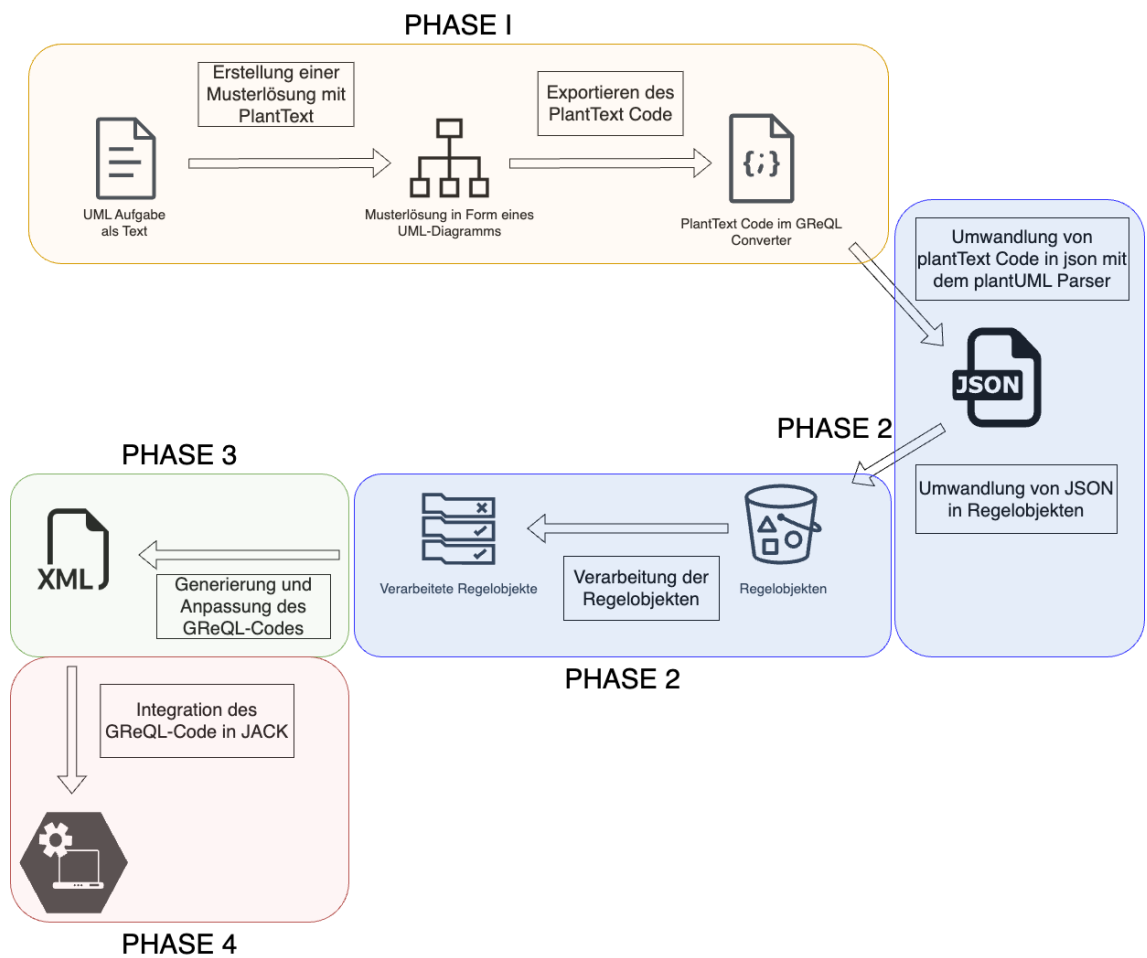 PHASE I
Erstellung einer
Musterlösung mit
PlantText
Exportieren des
PlantText Code
{;}
UML Aufgabe
als Text
Musterlösung in Form eines
UML-Diagramms
PlantText Code im GReQL
Converter
Umwandlung von
plantText Code in json mit
dem plantUML Parser
JSON
PHASE 2
Umwandlung von JSON
in Regelobjekten
Regelobjekten
Verarbeitung der
Regelobjekten
Verarbeitete Regelobjekte
PHASE 2
PHASE 3
XML
Generierung und
Anpassung des
GReQL-Codes
Integration des
GReQL-Code in JACK
PHASE 4